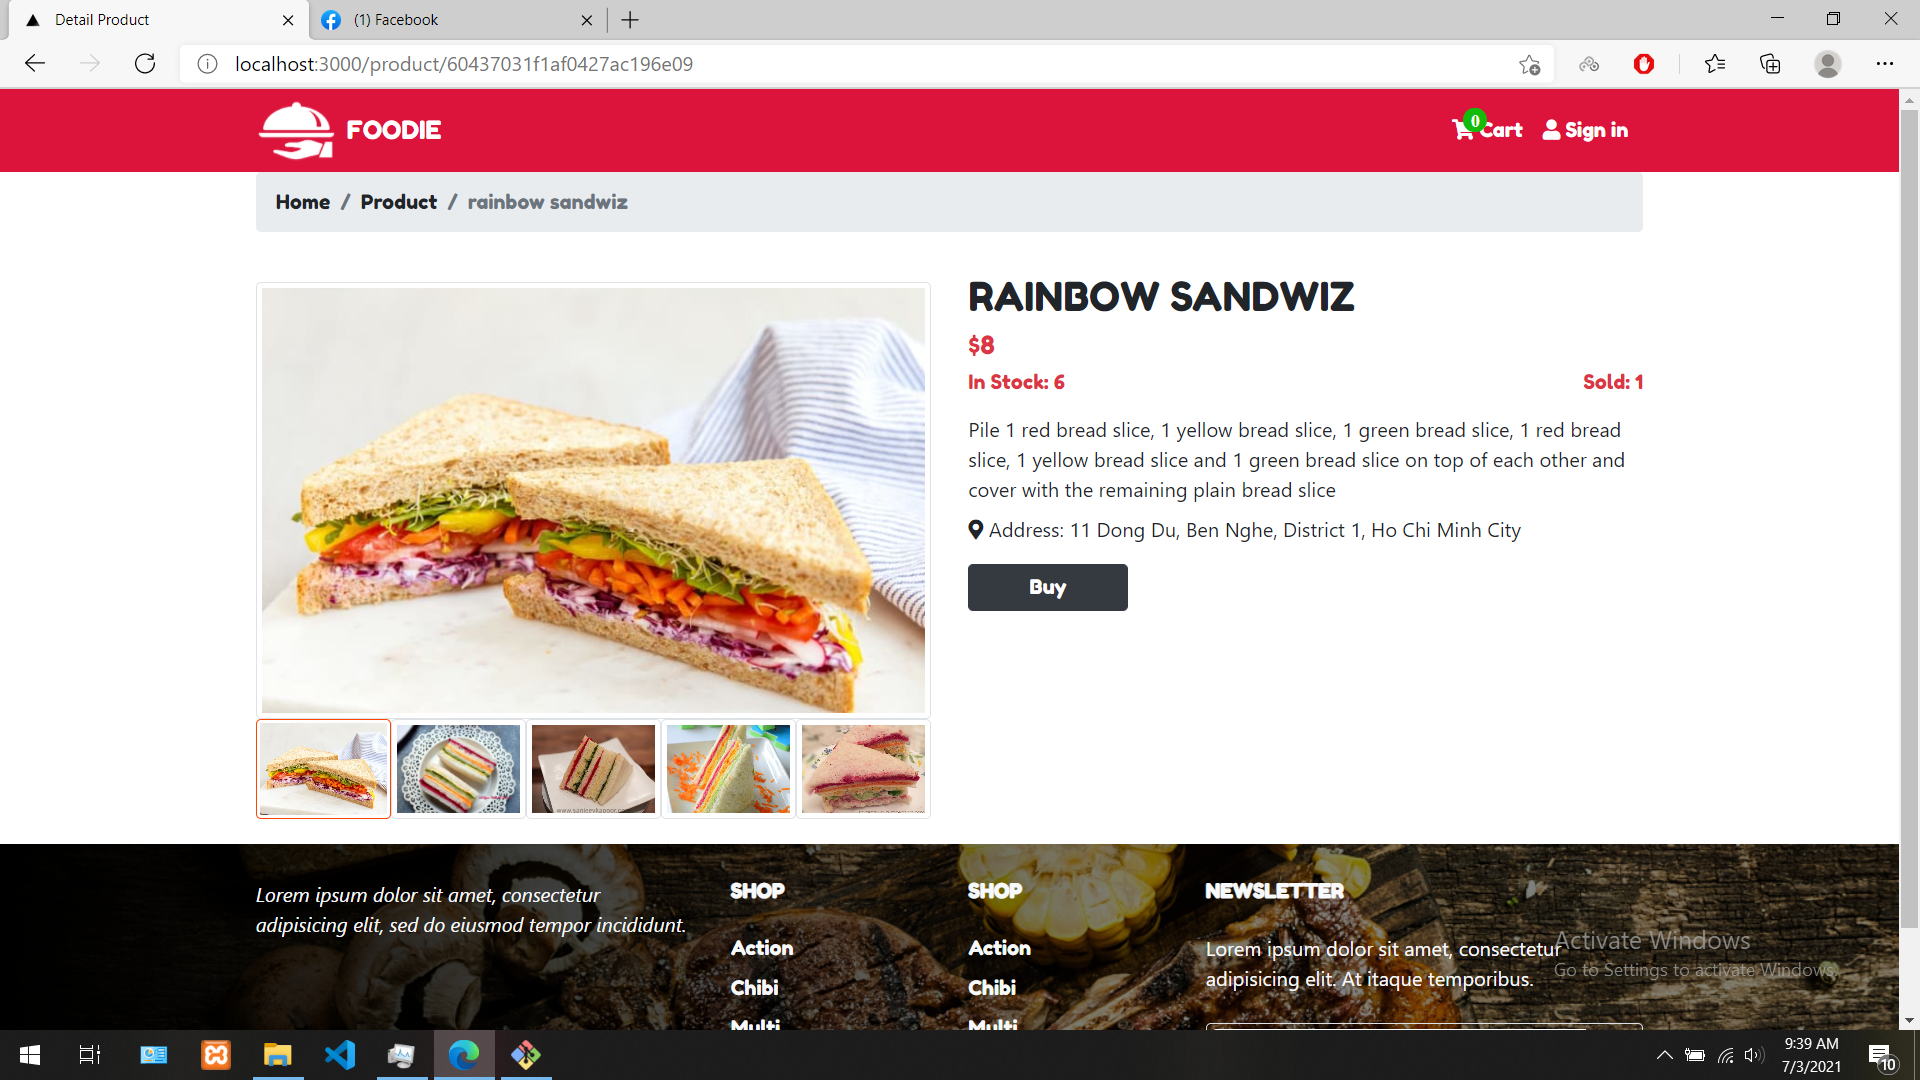 Detail Product
(1) Facebook
localhost:3000/product/60437031f1af0427ac196e09
FOODIE
0
Cart
Sign in
Home / Product / rainbow sandwiz
RAINBOW SANDWIZ
$8
In Stock: 6
Sold: 1
Pile 1 red bread slice, 1 yellow bread slice, 1 green bread slice, 1 red bread
slice, 1 yellow bread slice and 1 green bread slice on top of each other and
cover with the remaining plain bread slice
Address: 11 Dong Du, Ben Nghe, District 1, Ho Chi Minh City
Buy
Lorem ipsum dolor sit amet, consectetur
adipisicing elit, sed do eiusmod tempor incididunt.
SHOP
Action
Chibi
Multi
SHOP
Action
Chibi
Multi
NEWSLETTER
Lorem ipsum dolor sit amet, consectetur
adipisicing elit. At itaque temporibus.
Activate Windows
Go to Settings to activate Windows.
9:39 AM
7/3/2021
10